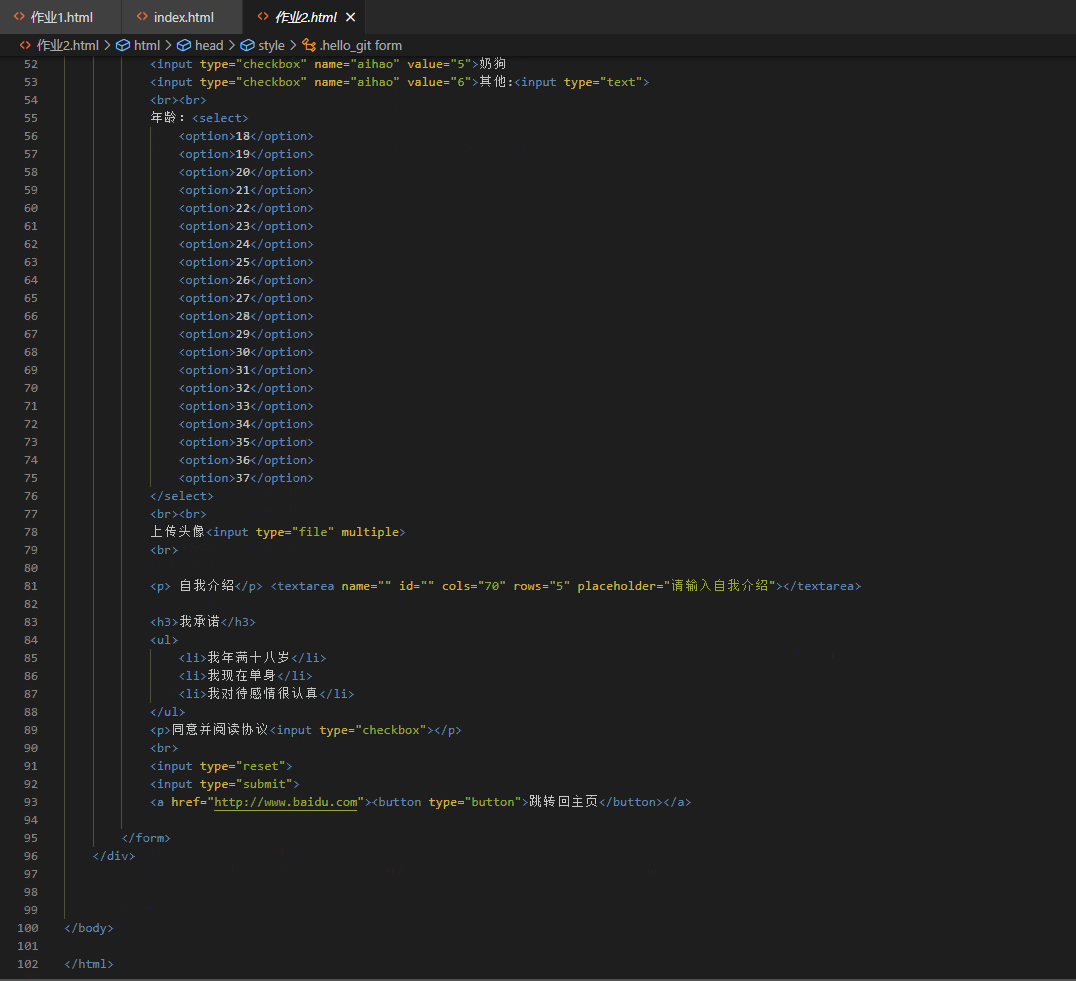 作业1.html index.html 作业2.html
作业2.html html head style .hello_git form
52 <input type="checkbox" name="aihao" value="5">奶狗
53 <input type="checkbox" name="aihao" value="6">其他:<input type="text">
54 <br><br>
55 年龄：<select>
56 <option>18</option>
57 <option>19</option>
58 <option>20</option>
59 <option>21</option>
60 <option>22</option>
61 <option>23</option>
62 <option>24</option>
63 <option>25</option>
64 <option>26</option>
65 <option>27</option>
66 <option>28</option>
67 <option>29</option>
68 <option>30</option>
69 <option>31</option>
70 <option>32</option>
71 <option>33</option>
72 <option>34</option>
73 <option>35</option>
74 <option>36</option>
75 <option>37</option>
76 </select>
77 <br><br>
78 上传头像<input type="file" multiple>
79 <br>
80
81 <p> 自我介绍</p> <textarea name="" id="" cols="70" rows="5" placeholder="请输入自我介绍"></textarea>
82
83 <h3>我承诺</h3>
84 <ul>
85 <li>我年满十八岁</li>
86 <li>我现在单身</li>
87 <li>我对待感情很认真</li>
88 </ul>
89 <p>同意并阅读协议<input type="checkbox"></p>
90 <br>
91 <input type="reset">
92 <input type="submit">
93 <a href="http://www.baidu.com"><button type="button">跳转回主页</button></a>
94
95 </form>
96 </div>
97
98
99
100 </body>
101
102 </html>